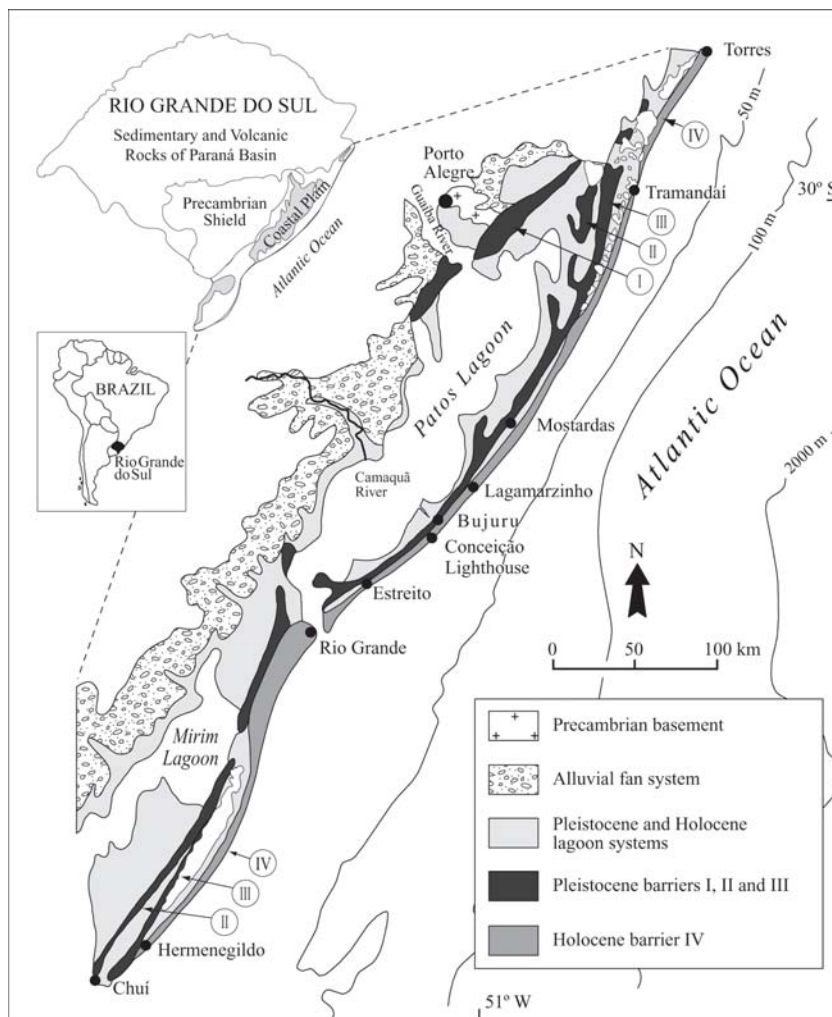 RIO GRANDE DO SUL
Sedimentary and Volcanic
Rocks of Paraná Basin
Precambrian
Shield
Coastal Plain
Atlantic Ocean
BRAZIL
Rio Grande
do Sul
Torres
50 m
IV
Porto
Alegre
Guaíba River
Tramandaí
30º S
III
II
I
100 m
Patos Lagoon
Atlantic Ocean
Mostardas
2000 m
Camaquã
River
Lagamarzinho
Bujuru
Conceição
Lighthouse
N
Estreito
Rio Grande
0 50 100 km
Mirim
Lagoon
IV
III
II
Hermenegildo
Chuí
51º W
Precambrian basement
Alluvial fan system
Pleistocene and Holocene
lagoon systems
Pleistocene barriers I, II and III
Holocene barrier IV